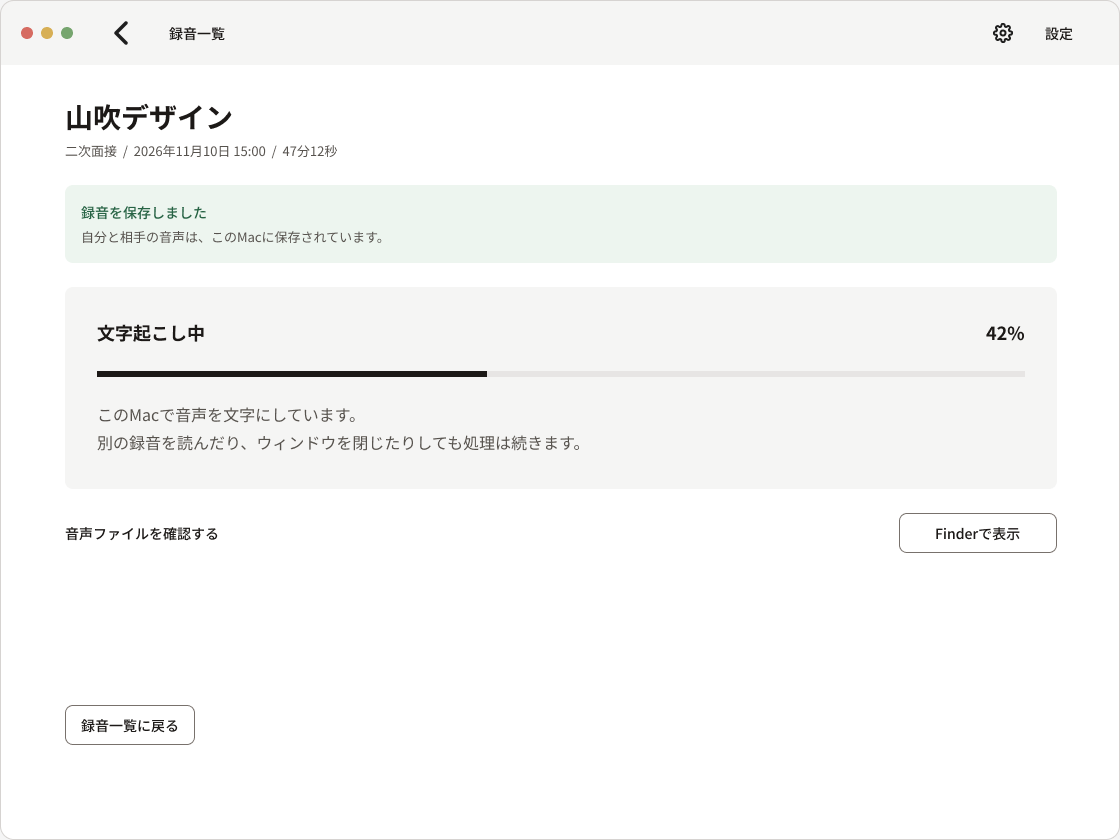 録音一覧
設定
山吹デザイン
二次面接 / 2026年11月10日 15:00 / 47分12秒
録音を保存しました
自分と相手の音声は、このMacに保存されています。
文字起こし中
42%
このMacで音声を文字にしています。
別の録音を読んだり、ウィンドウを閉じたりしても処理は続きます。
音声ファイルを確認する
Finderで表示
録音一覧に戻る